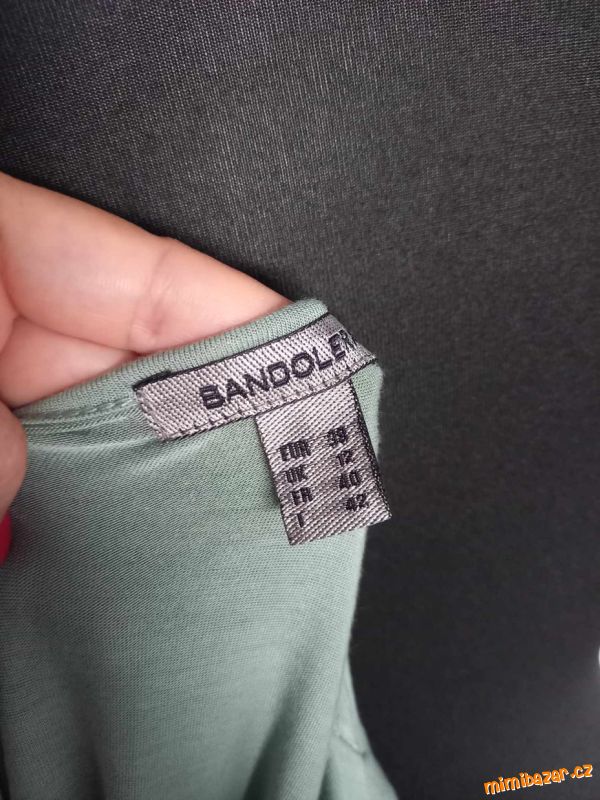 BANDOLER
EUR 38
UK 12
FR 40
I 42
mimibazar.cz